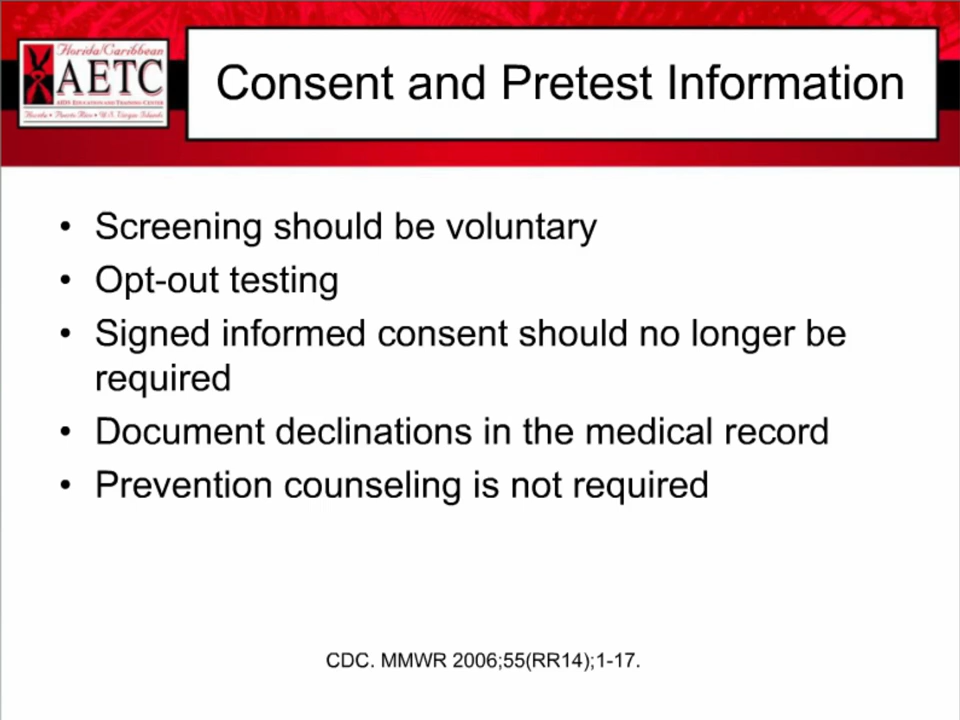 Florida/Caribbean
AETC
AIDS EDUCATION AND TRAINING CENTER
Florida • Puerto Rico • U.S. Virgin Islands
Consent and Pretest Information
• Screening should be voluntary
• Opt-out testing
• Signed informed consent should no longer be
required
• Document declinations in the medical record
• Prevention counseling is not required
CDC. MMWR 2006;55(RR14);1-17.